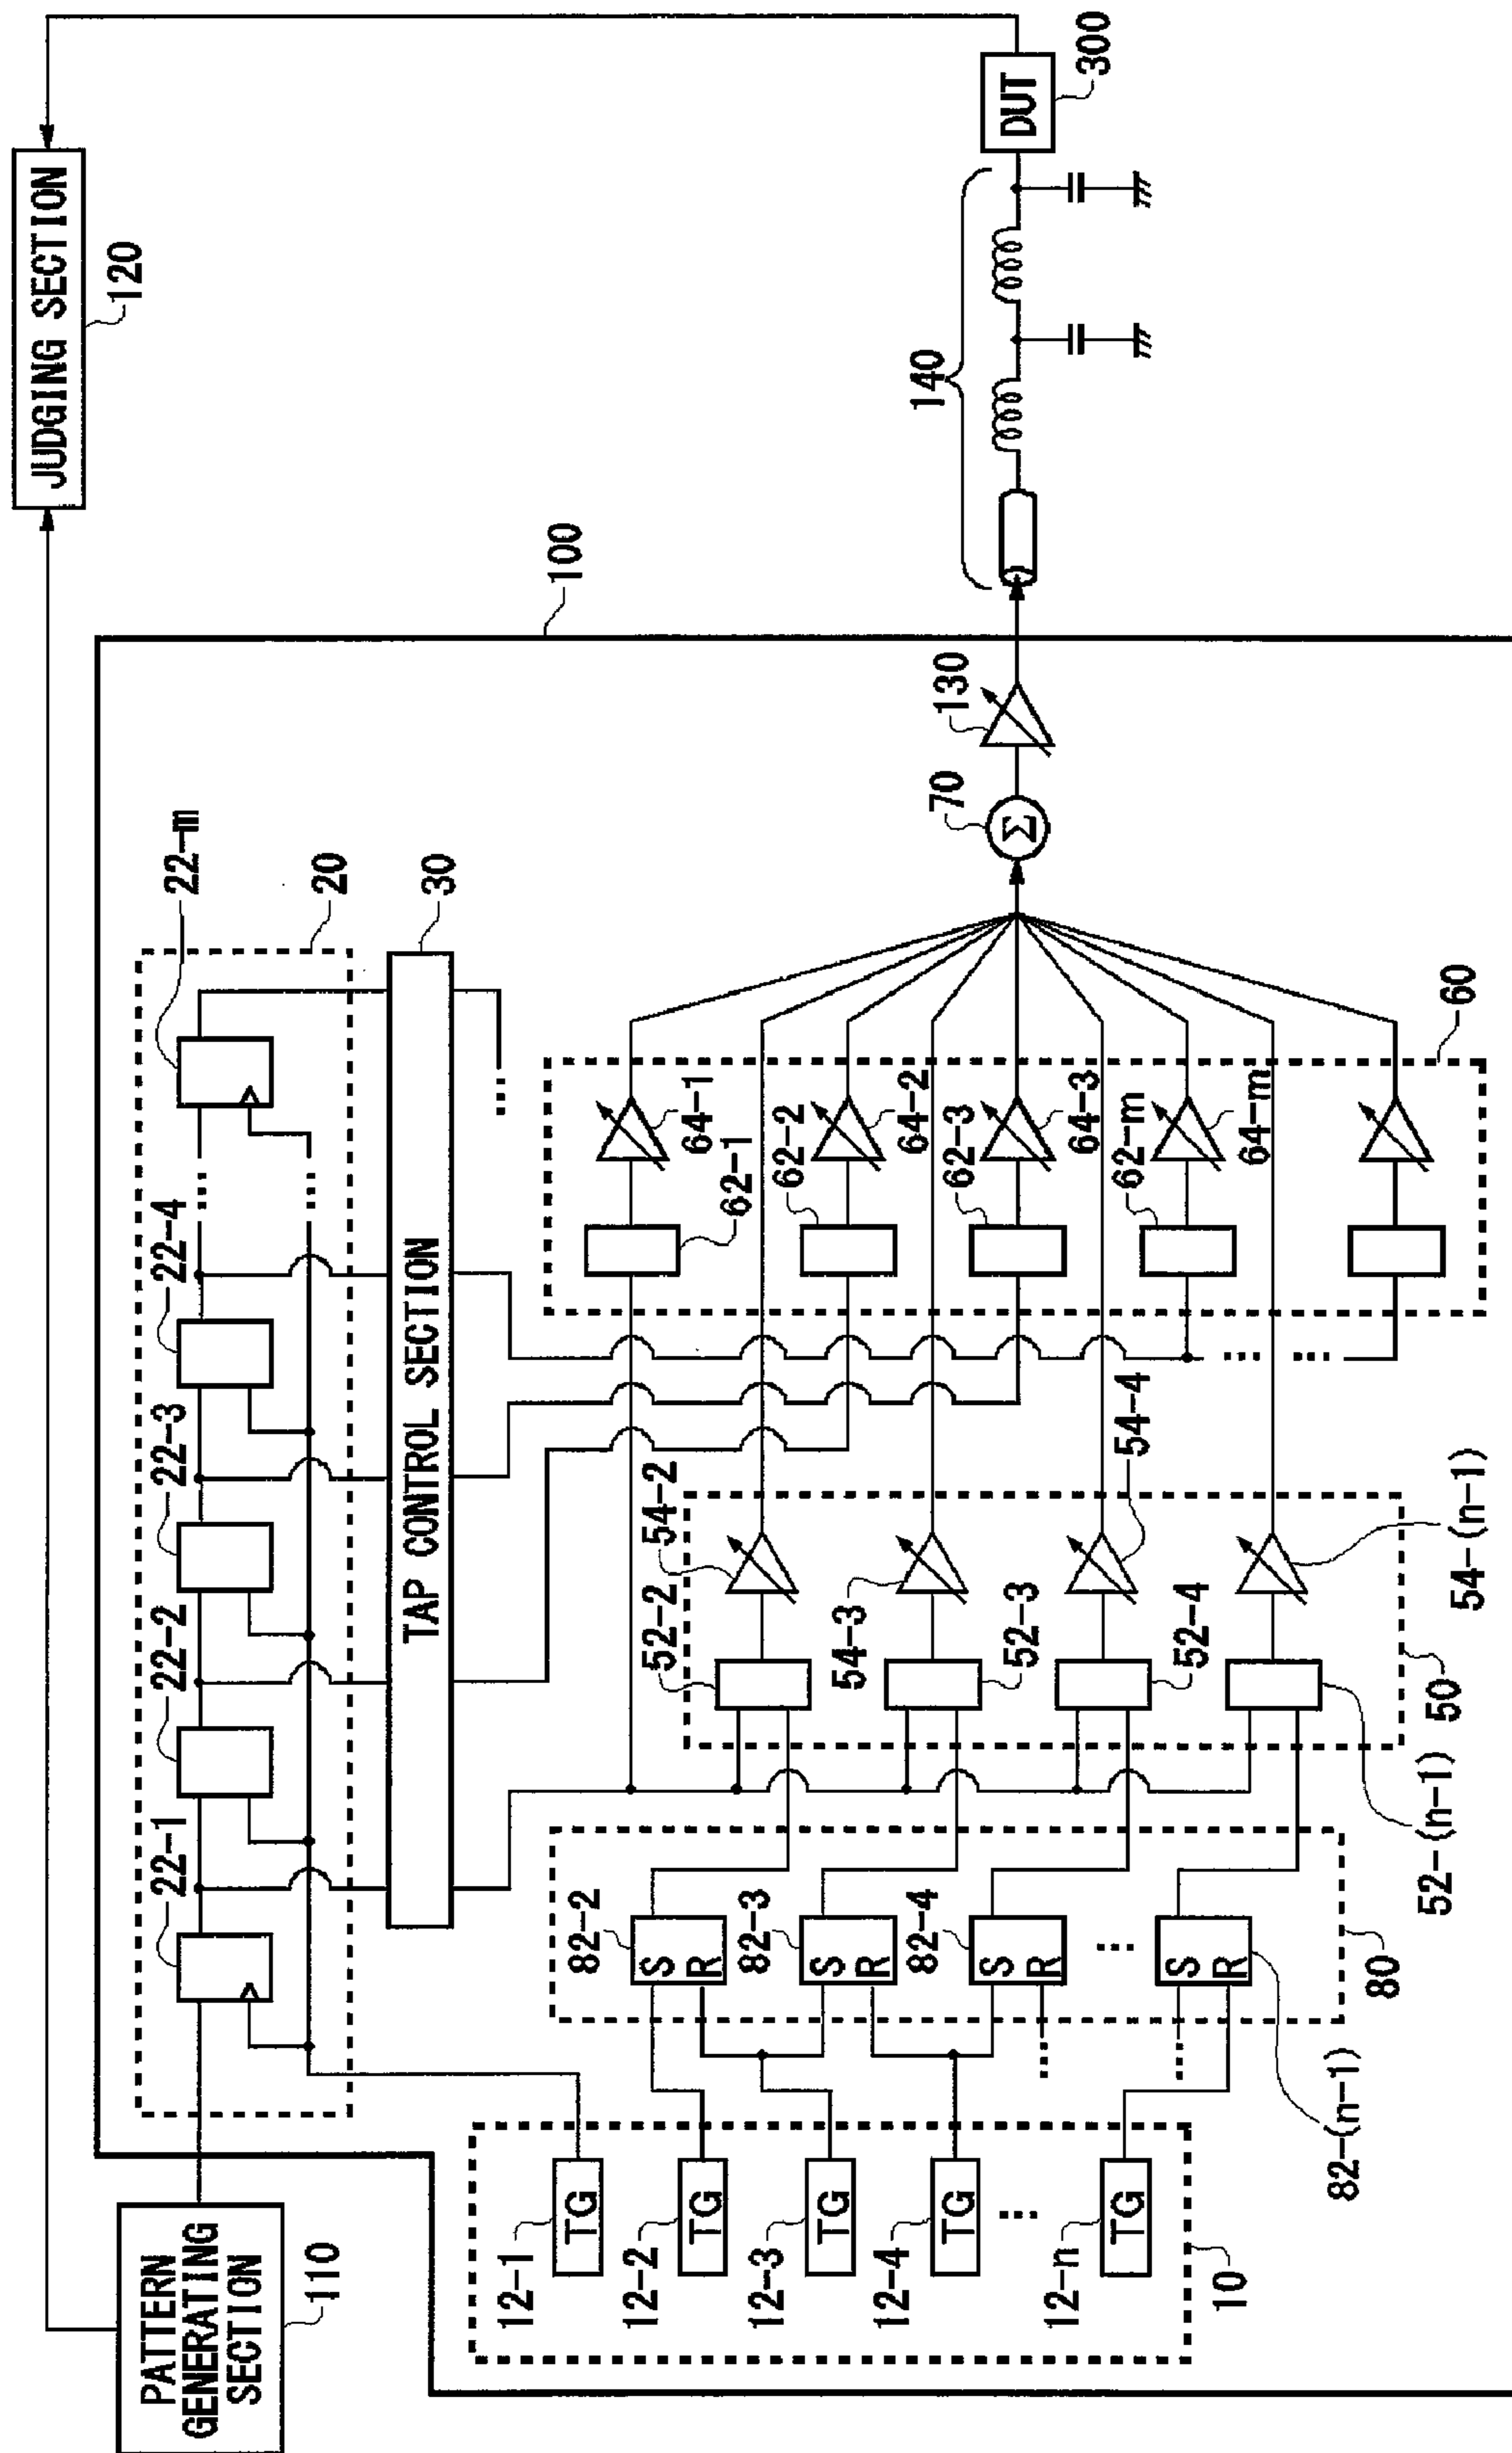 PATTERN
GENERATING
SECTION
110
JUDGING SECTION
120
100
22-1
22-2
22-3
22-4
22-m
20
TAP CONTROL SECTION
30
12-1
TG
12-2
TG
12-3
TG
12-4
TG
...
12-n
TG
10
82-2
S
R
82-3
S
R
82-4
S
R
...
S
R
82-(n-1)
80
52-2
54-2
54-3
52-3
54-4
52-4
52-(n-1)
54-(n-1)
50
64-1
62-1
62-2
64-2
62-3
64-3
62-m
64-m
60
70
Σ
130
140
DUT
300